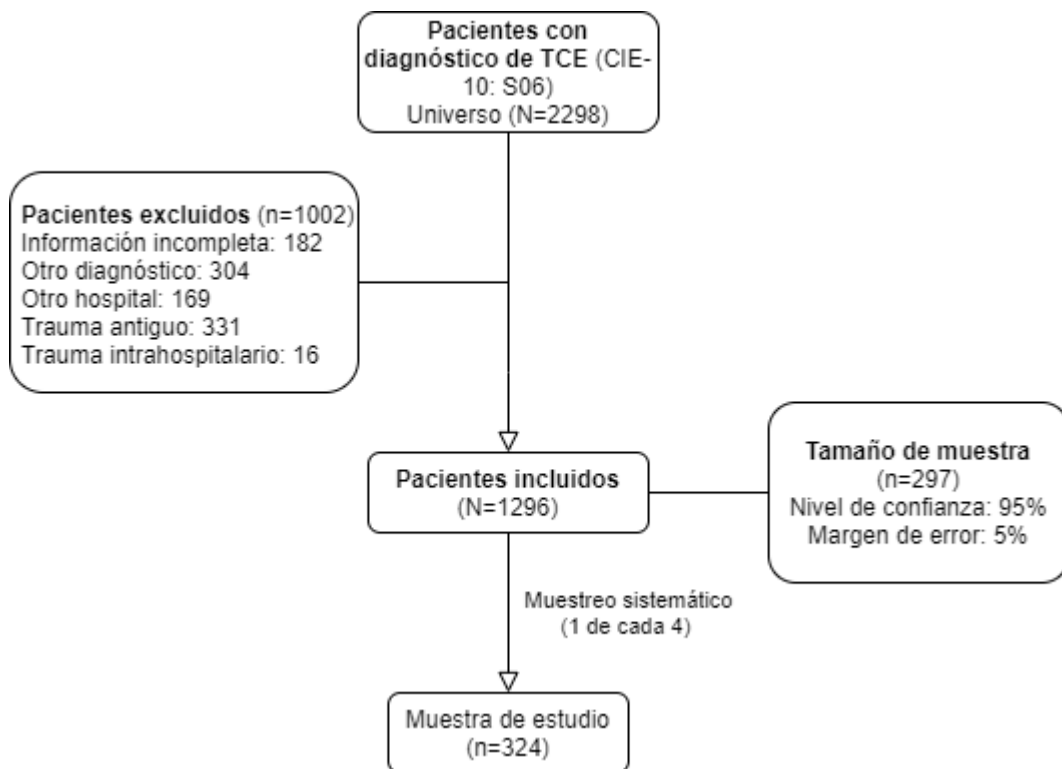 Pacientes con
diagnóstico de TCE (CIE-
10: S06)
Universo (N=2298)
Pacientes excluidos (n=1002)
Información incompleta: 182
Otro diagnóstico: 304
Otro hospital: 169
Trauma antiguo: 331
Trauma intrahospitalario: 16
Pacientes incluidos
(N=1296)
Tamaño de muestra
(n=297)
Nivel de confianza: 95%
Margen de error: 5%
Muestreo sistemático
(1 de cada 4)
Muestra de estudio
(n=324)